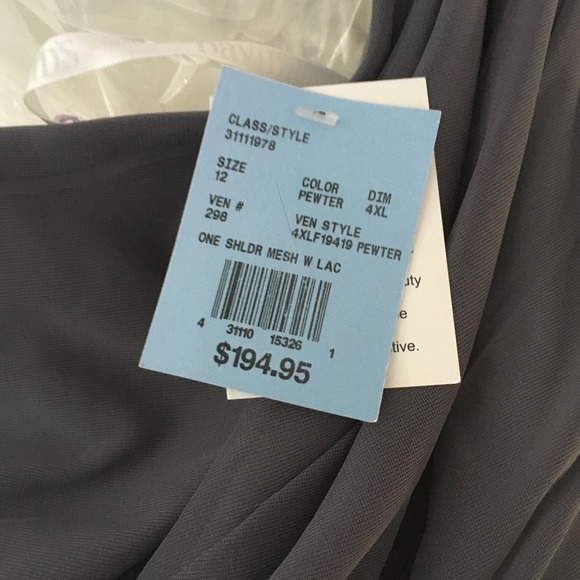 CLASS/STYLE
31111978
SIZE
12
COLOR
PEWTER
DIM
4XL
VEN #
298
VEN STYLE
4XLF19419 PEWTER
ONE SHLDR MESH W LAC
4 31110 15326 1
$194.95
uty
e
tive.